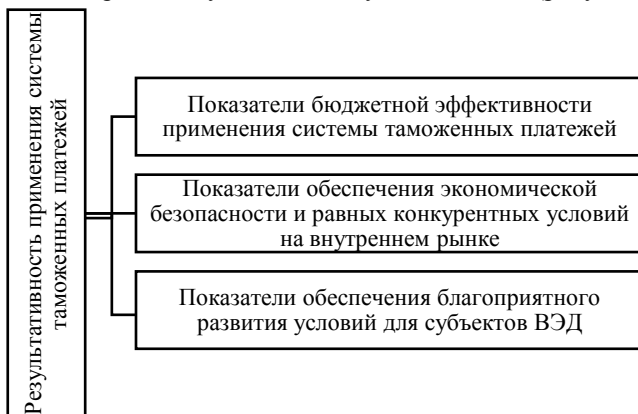 Результативность применения системы
таможенных платежей
Показатели бюджетной эффективности
применения системы таможенных платежей
Показатели обеспечения экономической
безопасности и равных конкурентных условий
на внутреннем рынке
Показатели обеспечения благоприятного
развития условий для субъектов ВЭД